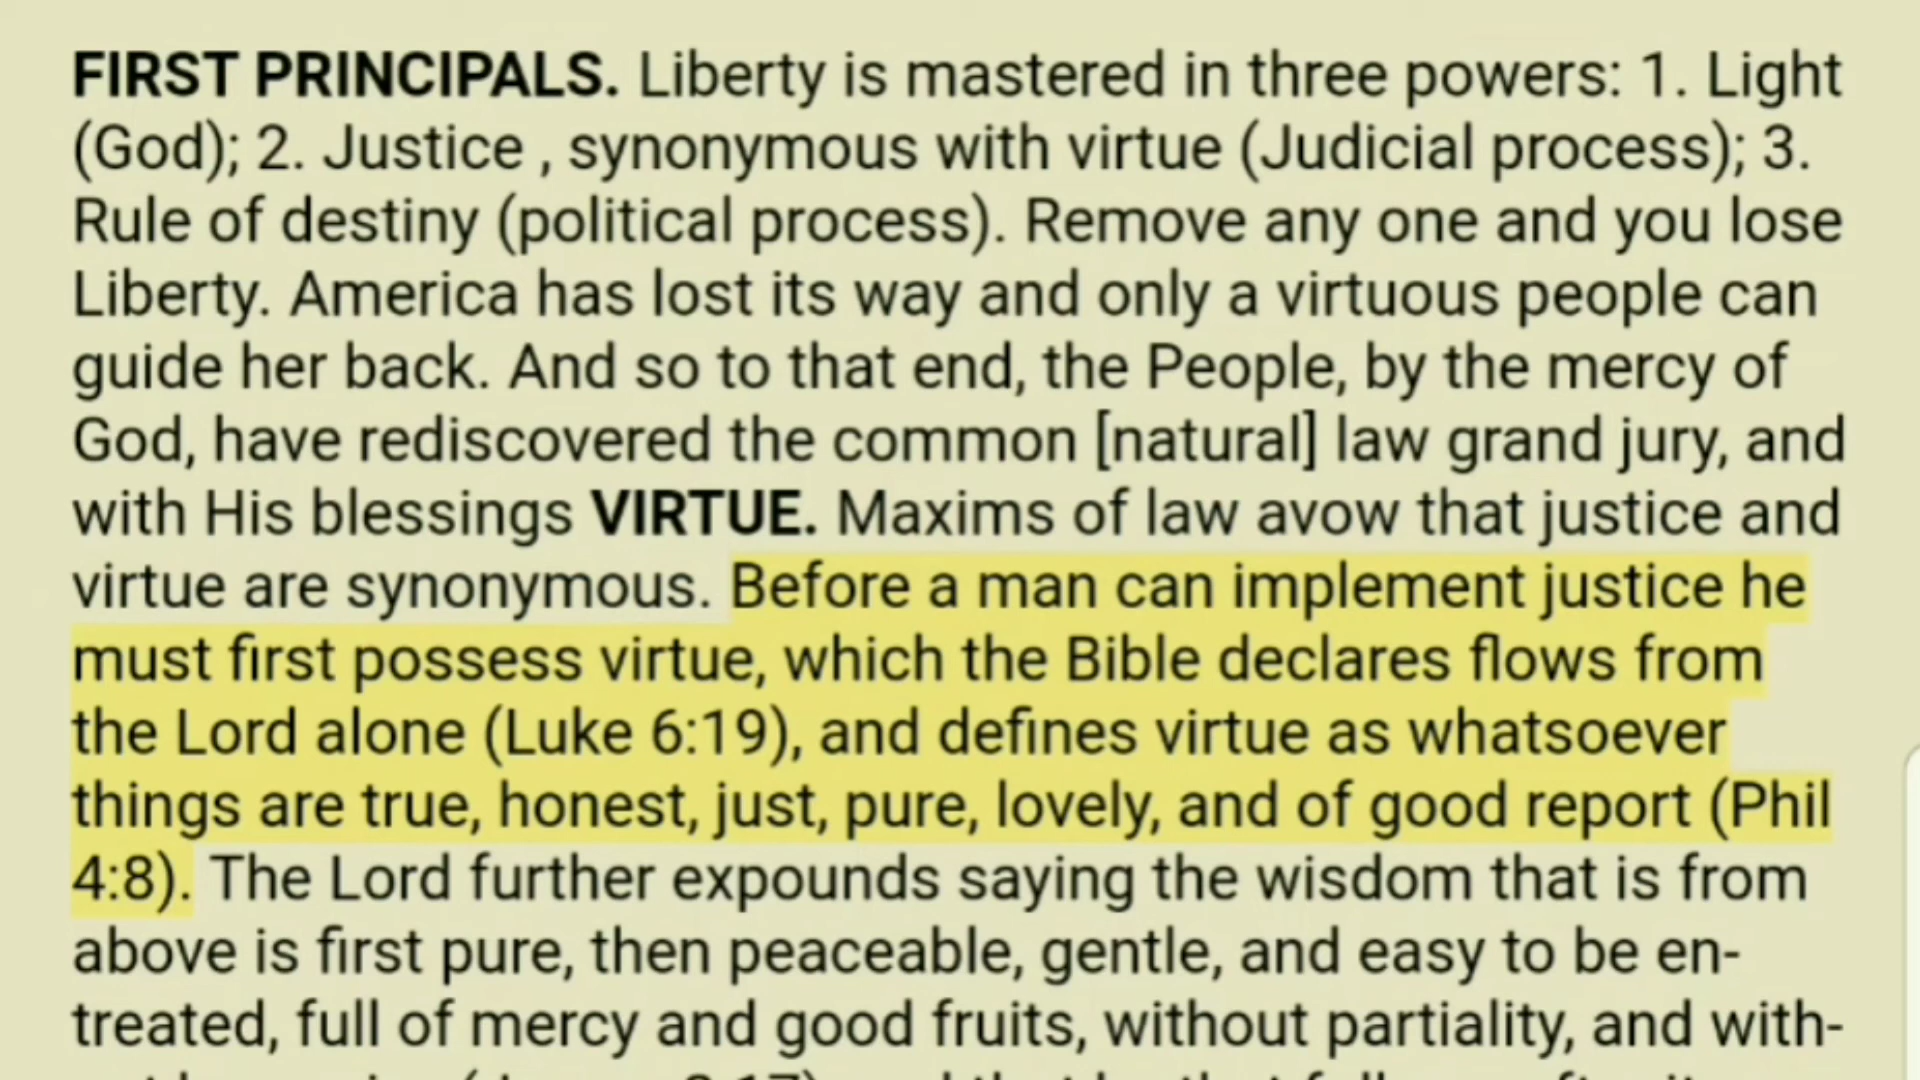 FIRST PRINCIPALS. Liberty is mastered in three powers: 1. Light
(God); 2. Justice , synonymous with virtue (Judicial process); 3.
Rule of destiny (political process). Remove any one and you lose
Liberty. America has lost its way and only a virtuous people can
guide her back. And so to that end, the People, by the mercy of
God, have rediscovered the common [natural] law grand jury, and
with His blessings VIRTUE. Maxims of law avow that justice and
virtue are synonymous. Before a man can implement justice he
must first possess virtue, which the Bible declares flows from
the Lord alone (Luke 6:19), and defines virtue as whatsoever
things are true, honest, just, pure, lovely, and of good report (Phil
4:8). The Lord further expounds saying the wisdom that is from
above is first pure, then peaceable, gentle, and easy to be en-
treated, full of mercy and good fruits, without partiality, and with-